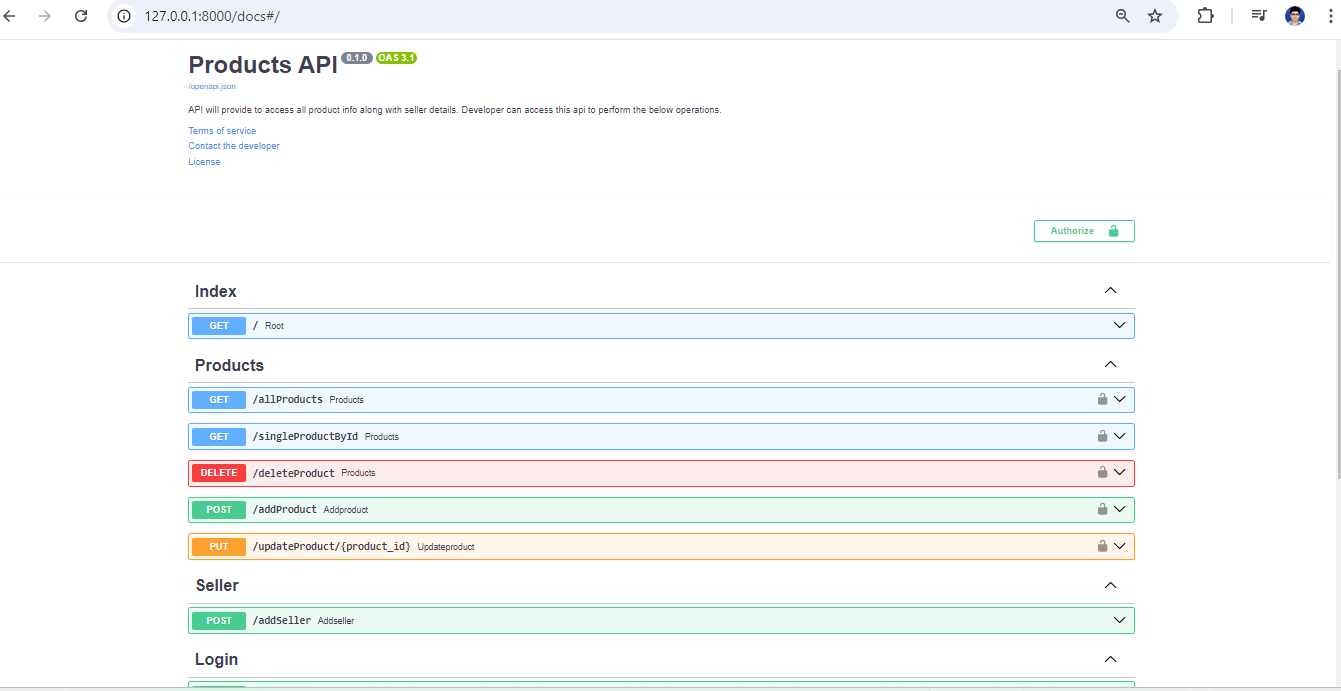 127.0.0.1:8000/docs#/
Products API 0.1.0 OAS 3.1
/openapi.json
API will provide to access all product info along with seller details. Developer can access this api to perform the below operations.
Terms of service
Contact the developer
License
Authorize
Index
GET / Root
Products
GET /allProducts Products
GET /singleProductById Products
DELETE /deleteProduct Products
POST /addProduct Addproduct
PUT /updateProduct/{product_id} Updateproduct
Seller
POST /addSeller Addseller
Login